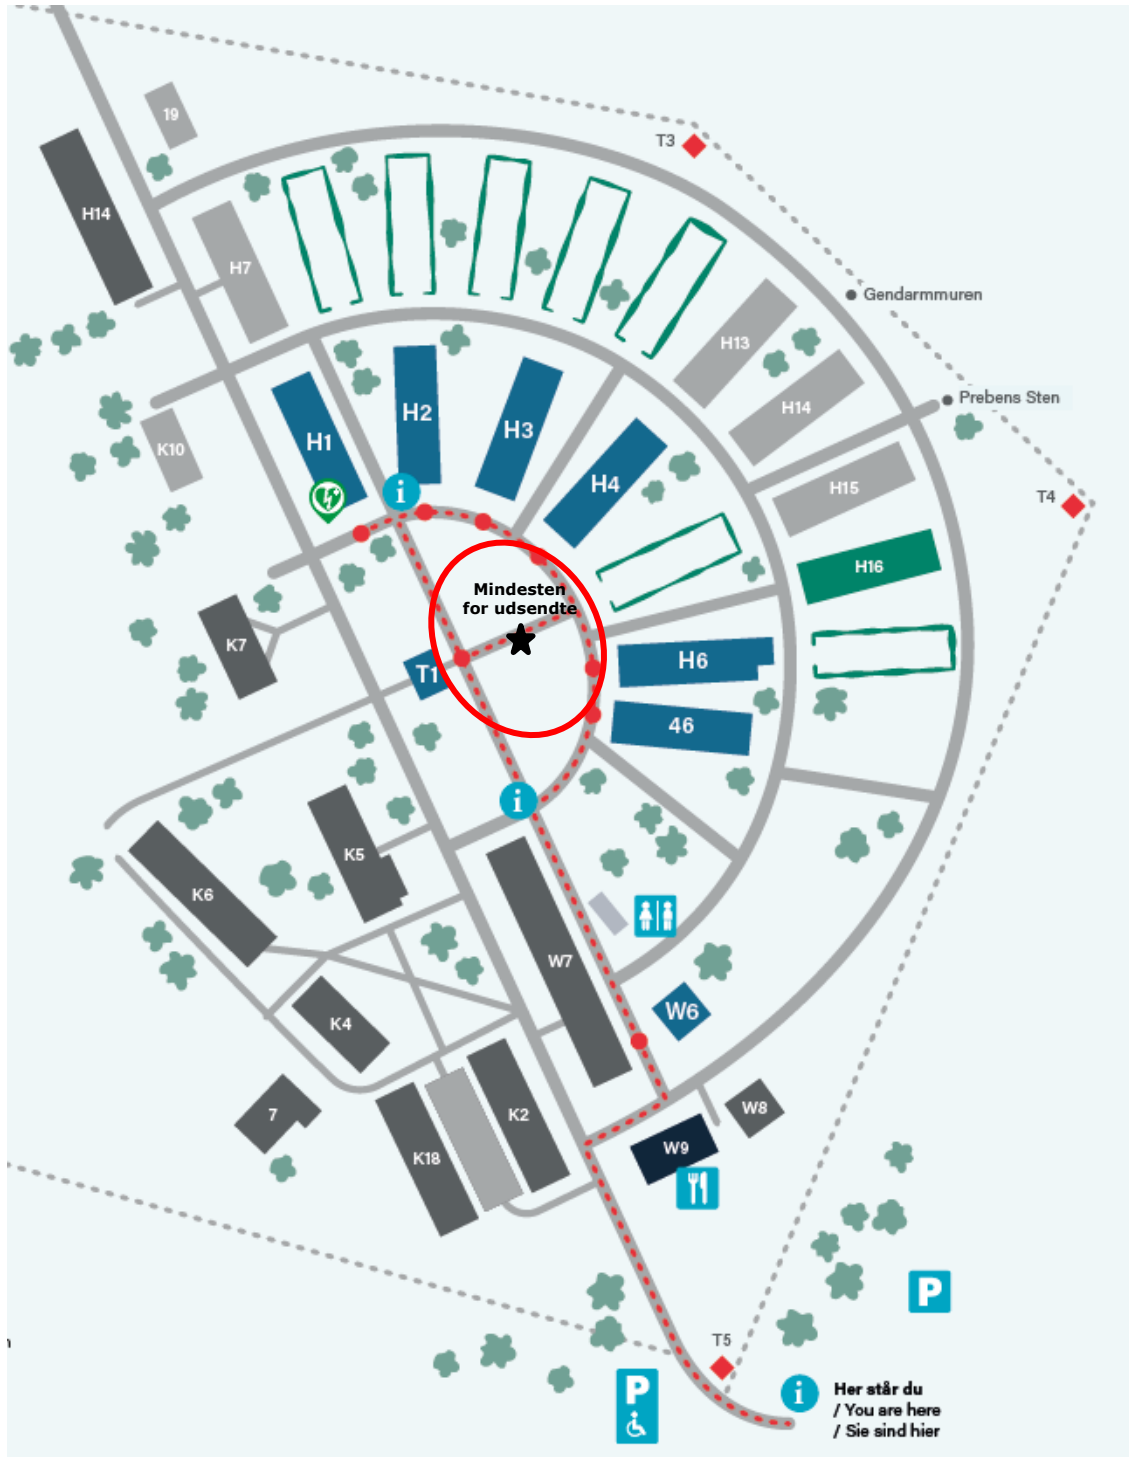 19
T3
H14
H7
Gendarmmuren
H13
Prebens Sten
H14
H2
H3
H1
K10
H4
H15
T4
i
H16
Mindesten
for udsendte
K7
H6
T1
46
i
K5
K6
W7
W6
K4
W8
7
K2
W9
K18
P
T5
P
i
Her står du
/ You are here
/ Sie sind hier